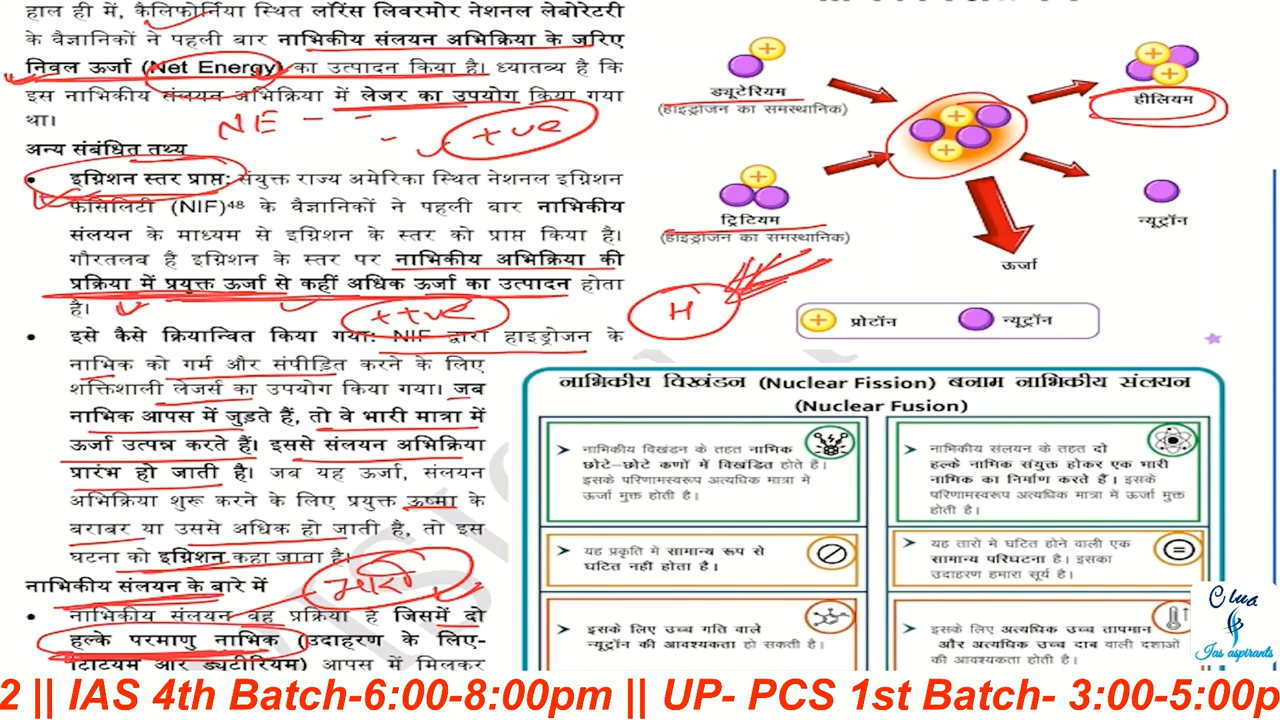 हाल ही में, कैलिफोर्निया स्थित लॉरेंस लिवरमोर नेशनल लेबोरेटरी
के वैज्ञानिकों ने पहली बार नाभिकीय संलयन अभिक्रिया के जरिए
निवल ऊर्जा (Net Energy) का उत्पादन किया है। ध्यातव्य है कि
इस नाभिकीय संलयन अभिक्रिया में लेजर का उपयोग किया गया
था।
NE - -
+ve
अन्य संबंधित तथ्य
• इग्निशन स्तर प्राप्त: संयुक्त राज्य अमेरिका स्थित नेशनल इग्निशन
फैसिलिटी (NIF)48 के वैज्ञानिकों ने पहली बार नाभिकीय
संलयन के माध्यम से इग्निशन के स्तर को प्राप्त किया है।
गौरतलब है इग्निशन के स्तर पर नाभिकीय अभिक्रिया की
प्रक्रिया में प्रयुक्त ऊर्जा से कहीं अधिक ऊर्जा का उत्पादन होता
है।
++ve
• इसे कैसे क्रियान्वित किया गया: NIF द्वारा हाइड्रोजन के
नाभिक को गर्म और संपीड़ित करने के लिए
शक्तिशाली लेजर्स का उपयोग किया गया। जब
नाभिक आपस में जुड़ते हैं, तो वे भारी मात्रा में
ऊर्जा उत्पन्न करते हैं। इससे संलयन अभिक्रिया
प्रारंभ हो जाती है। जब यह ऊर्जा, संलयन
अभिक्रिया शुरू करने के लिए प्रयुक्त ऊष्मा के
बराबर या उससे अधिक हो जाती है, तो इस
घटना को इग्निशन कहा जाता है।
नाभिकीय संलयन के बारे में
• नाभिकीय संलयन वह प्रक्रिया है जिसमें दो
हल्के परमाणु नाभिक (उदाहरण के लिए-
ट्रिटियम और ड्यूटीरियम) आपस में मिलकर
ड्यूटेरियम
(हाइड्रोजन का समस्थानिक)
हीलियम
ट्रिटियम
(हाइड्रोजन का समस्थानिक)
न्यूट्रॉन
ऊर्जा
H
प्रोटॉन
न्यूट्रॉन
नाभिकीय विखंडन (Nuclear Fission) बनाम नाभिकीय संलयन
(Nuclear Fusion)
नाभिकीय विखंडन के तहत नाभिक
छोटे-छोटे कणों में विखंडित होते हैं।
इसके परिणामस्वरूप अत्यधिक मात्रा में
ऊर्जा मुक्त होती है।
नाभिकीय संलयन के तहत दो
हल्के नाभिक संयुक्त होकर एक भारी
नाभिक का निर्माण करते हैं। इसके
परिणामस्वरूप अत्यधिक मात्रा में ऊर्जा मुक्त
होती है।
यह प्रकृति में सामान्य रूप से
घटित नहीं होता है।
यह तारों में घटित होने वाली एक
सामान्य परिघटना है। इसका
उदाहरण हमारा सूर्य है।
इसके लिए उच्च गति वाले
न्यूट्रॉन की आवश्यकता हो सकती है।
इसके लिए अत्यधिक उच्च तापमान
और अत्यधिक उच्च दाब वाली दशाओं
की आवश्यकता होती है।
Clue
Ias aspirants
2 || IAS 4th Batch-6:00-8:00pm || UP- PCS 1st Batch- 3:00-5:00p